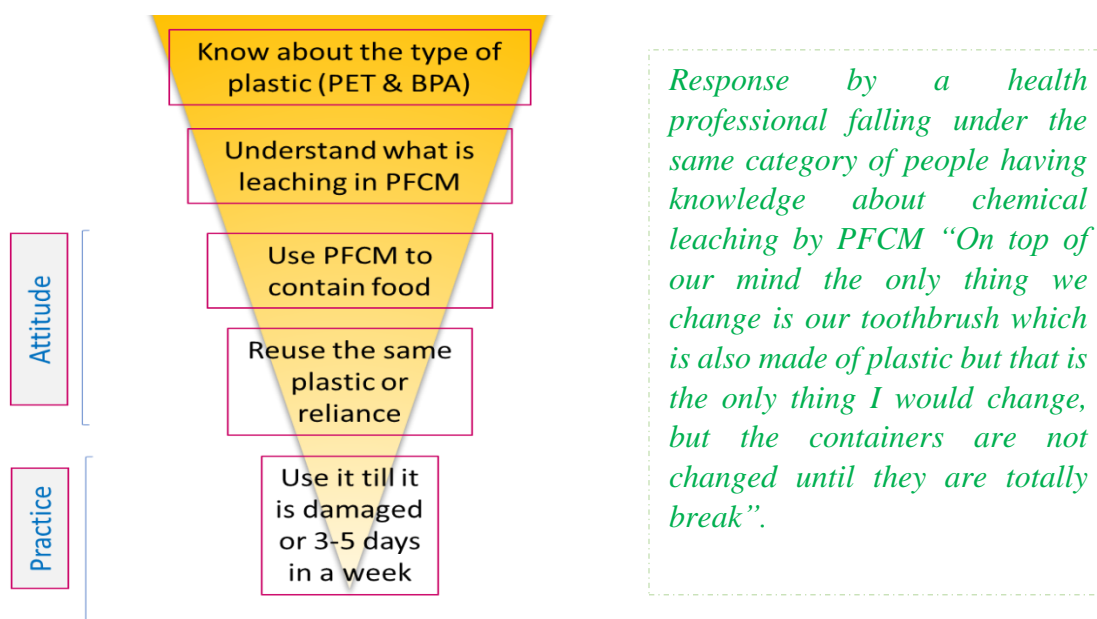 Know about the type of
plastic (PET & BPA)
Understand what is
leaching in PFCM
Attitude
Use PFCM to
contain food
Reuse the same
plastic or
reliance
Practice
Use it till it
is damaged
or 3-5 days
in a week
Response by a health
professional falling under the
same category of people having
knowledge about chemical
leaching by PFCM “On top of
our mind the only thing we
change is our toothbrush which
is also made of plastic but that is
the only thing I would change,
but the containers are not
changed until they are totally
break”.